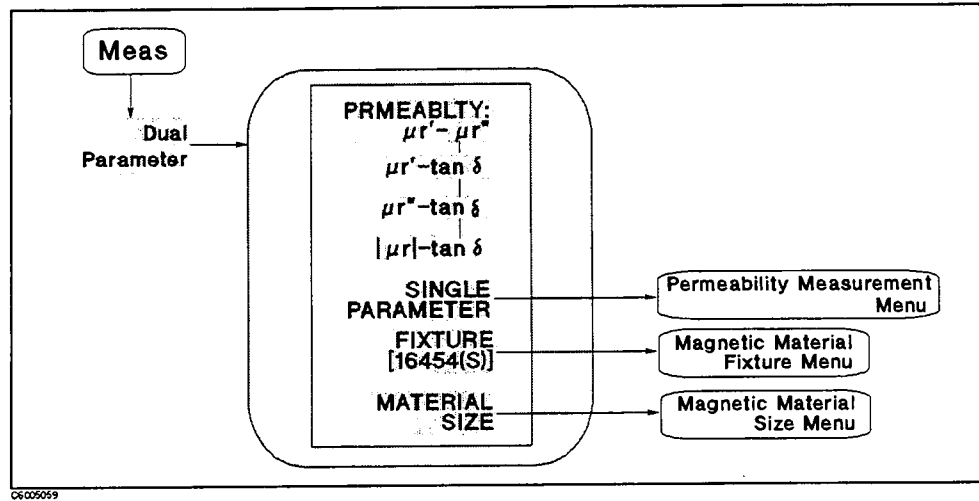 Meas
Dual
Parameter
PRMEABLTY:
μr'-μr"
μr'-tan δ
μr"-tan δ
|μr|-tan δ
SINGLE
PARAMETER
Permeability Measurement
Menu
FIXTURE
[16454(S)]
Magnetic Material
Fixture Menu
MATERIAL
SIZE
Magnetic Material
Size Menu
C6005059